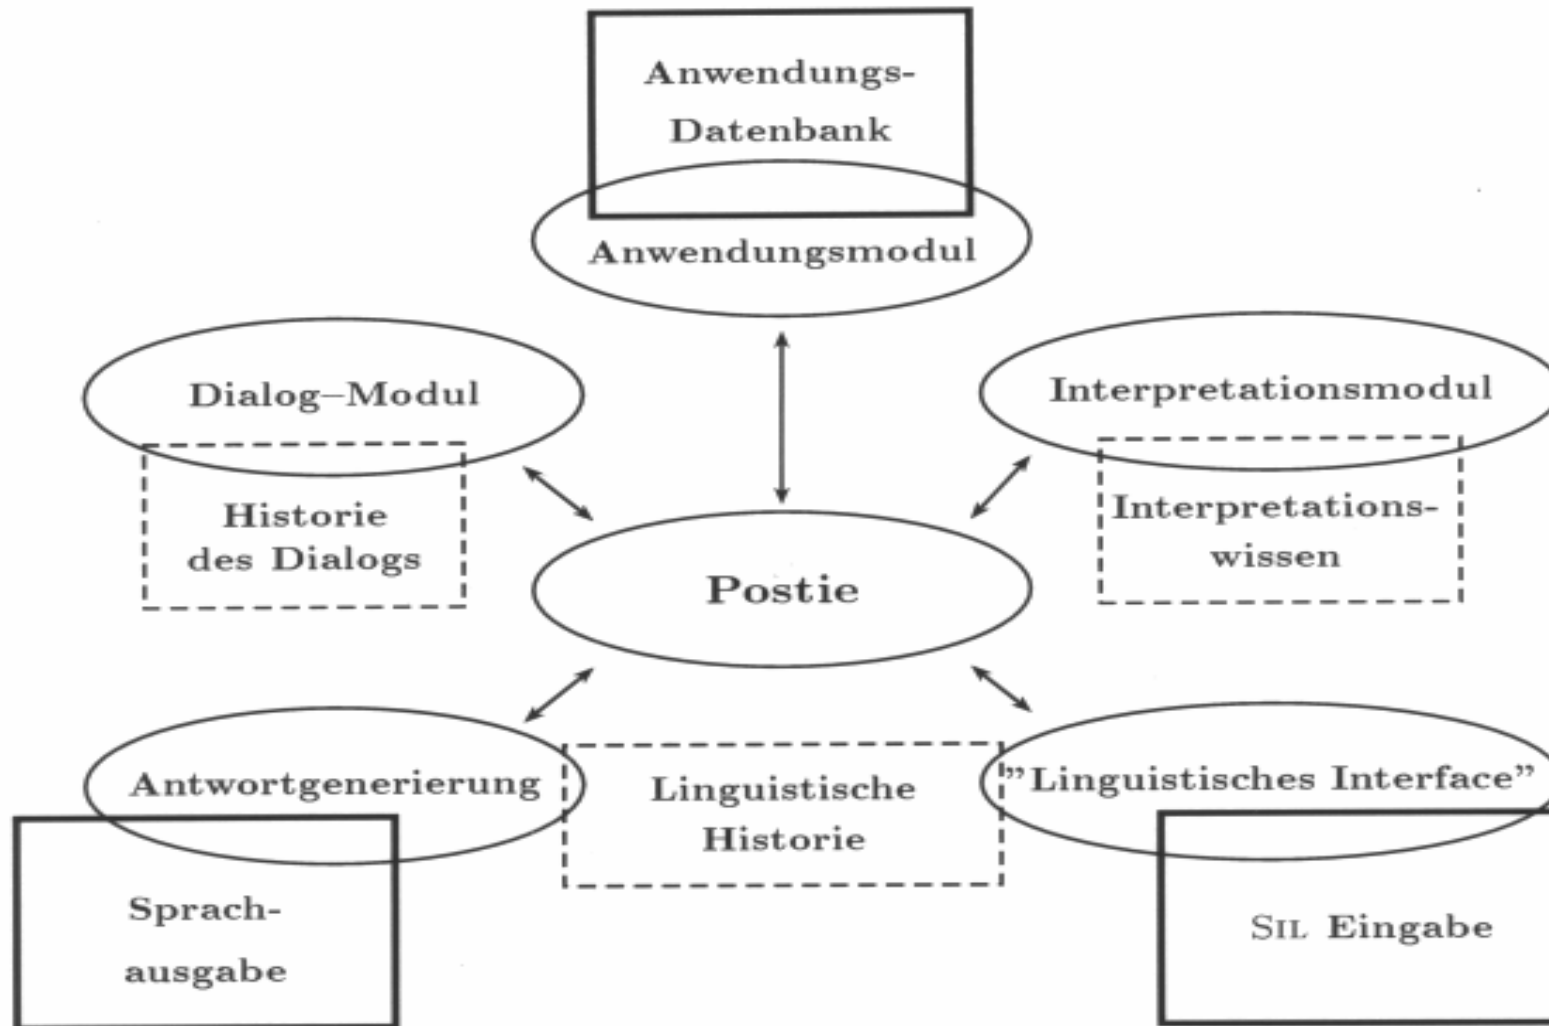 Anwendungs-
Datenbank
Anwendungsmodul
Dialog–Modul
Interpretationsmodul
Historie
des Dialogs
Interpretations-
wissen
Postie
Antwortgenerierung
Linguistische
Historie
”Linguistisches Interface”
Sprach-
ausgabe
SIL Eingabe